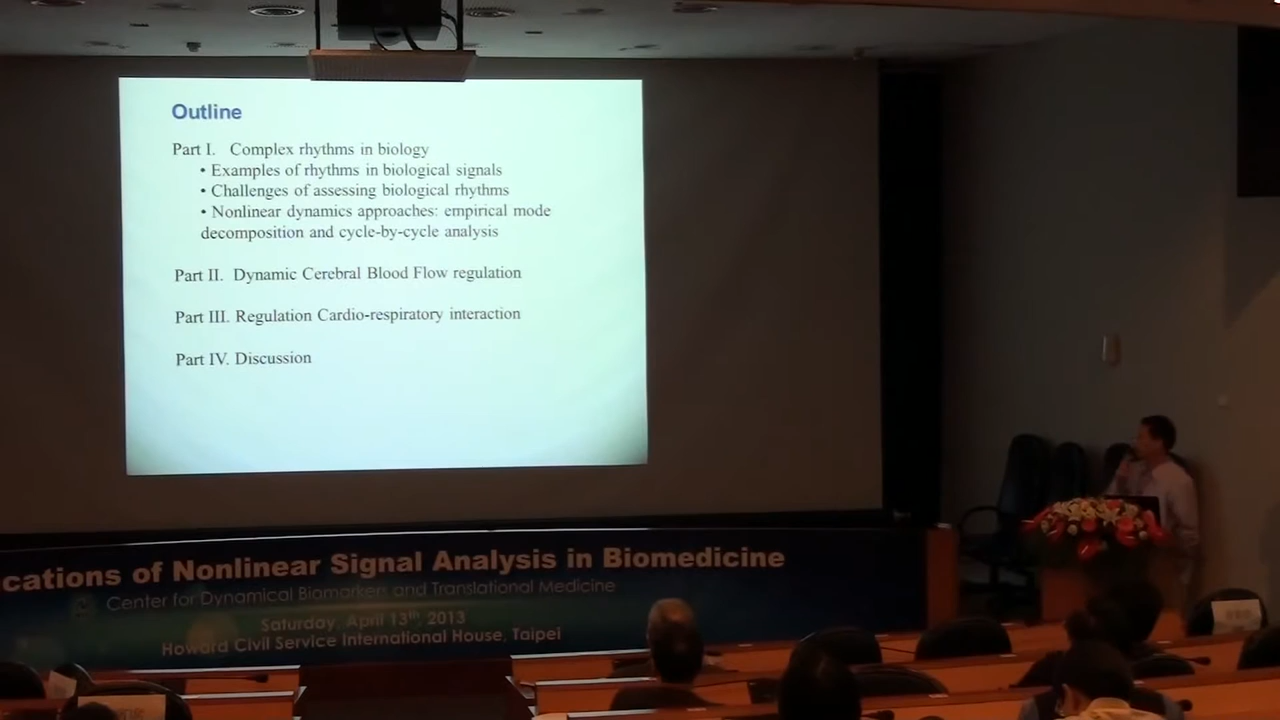 Outline
Part I. Complex rhythms in biology
• Examples of rhythms in biological signals
• Challenges of assessing biological rhythms
• Nonlinear dynamics approaches: empirical mode
decomposition and cycle-by-cycle analysis
Part II. Dynamic Cerebral Blood Flow regulation
Part III. Regulation Cardio-respiratory interaction
Part IV. Discussion
cations of Nonlinear Signal Analysis in Biomedicine
Center for Dynamical Biomarkers and Translational Medicine
Saturday, April 13th, 2013
Howard Civil Service International House, Taipei